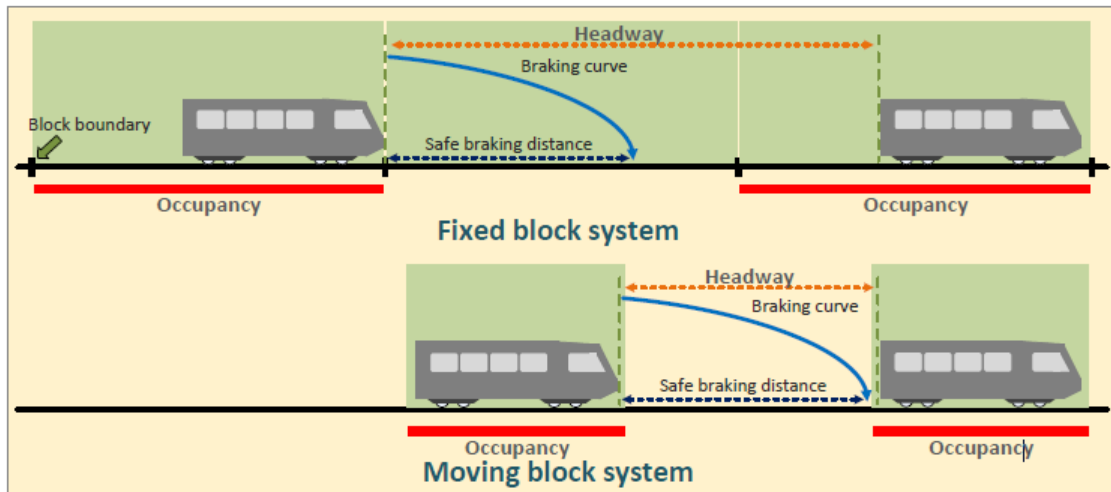 Headway
Braking curve
Block boundary
Safe braking distance
Occupancy
Occupancy
Fixed block system
Headway
Braking curve
Safe braking distance
Occupancy
Occupancy
Moving block system